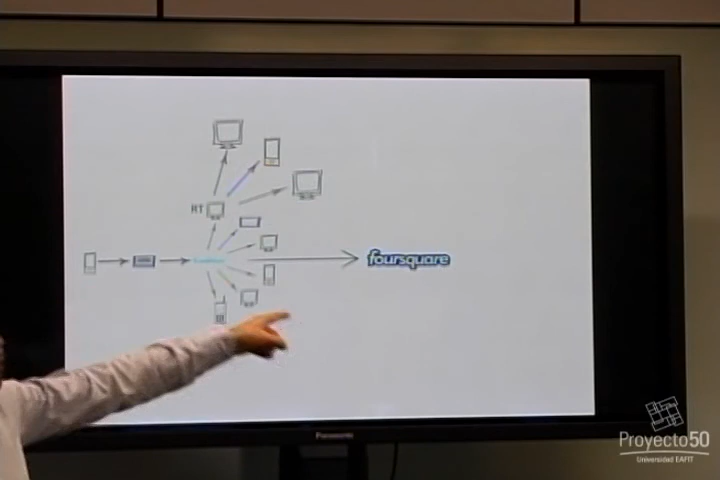 RT
foursquare
Panasonic
Proyecto50
Universidad EAFIT